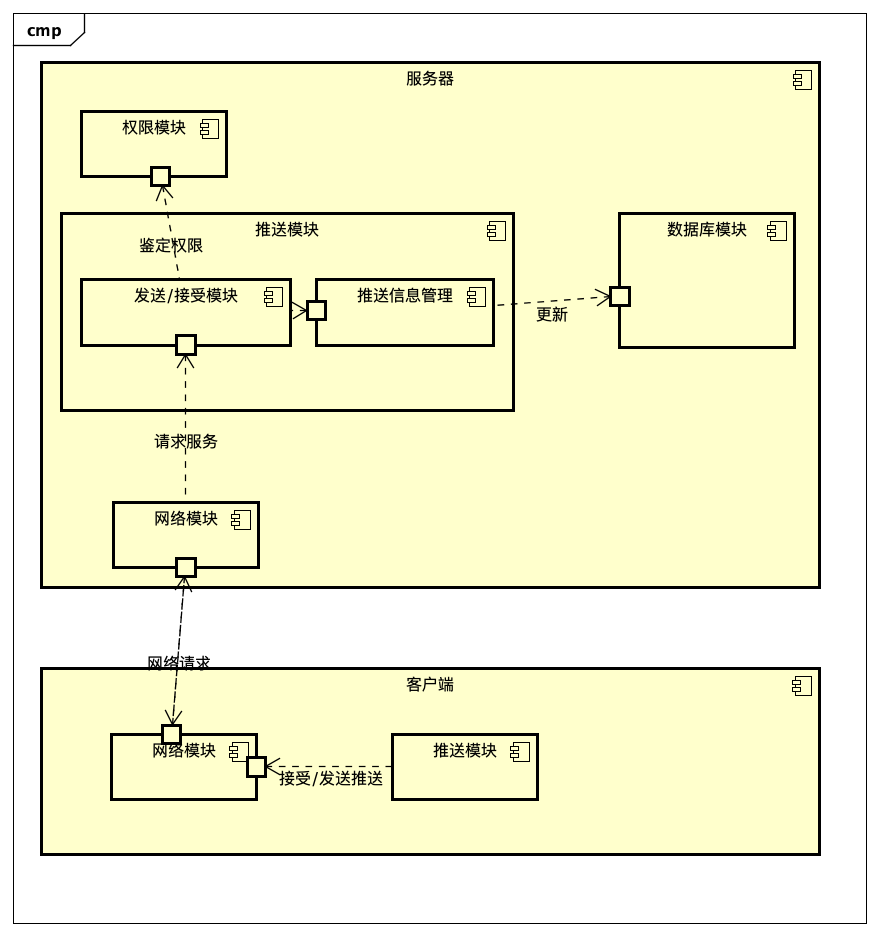 cmp
服务器
权限模块
鉴定权限
推送模块
数据库模块
发送/接受模块
推送信息管理
更新
请求服务
网络模块
网络请求
客户端
网络模块
推送模块
接受/发送推送